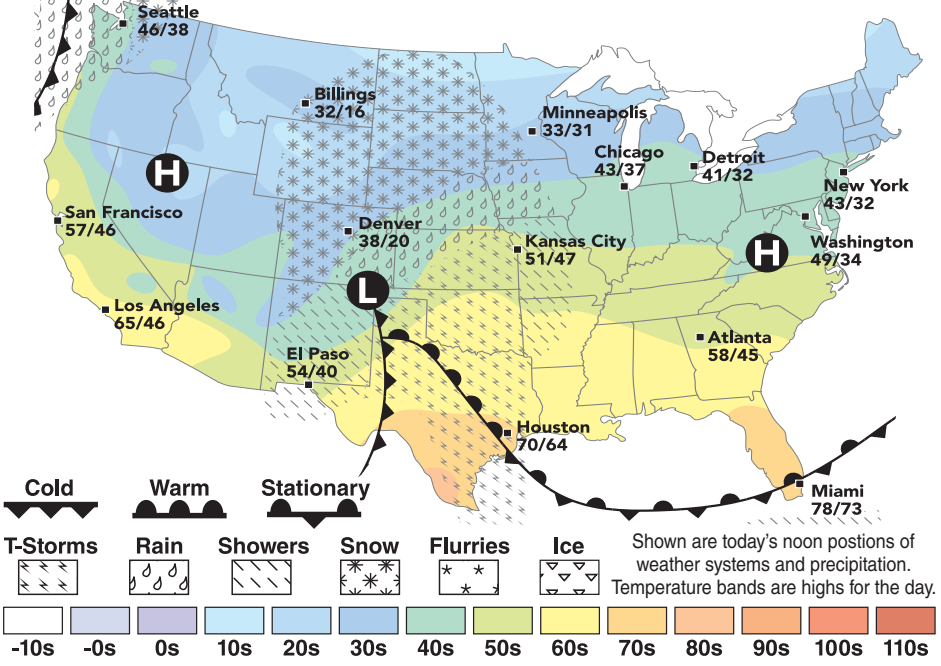 Seattle
46/38
Billings
32/16
Minneapolis
33/31
Chicago
43/37
Detroit
41/32
H
New York
43/32
San Francisco
57/46
Denver
38/20
Kansas City
51/47
H
Washington
49/34
L
Los Angeles
65/46
Atlanta
58/45
El Paso
54/40
Houston
70/64
Miami
78/73
Cold
Warm
Stationary
T-Storms
Rain
Showers
Snow
Flurries
Ice
Shown are today's noon postions of
weather systems and precipitation.
Temperature bands are highs for the day.
-10s
-0s
0s
10s
20s
30s
40s
50s
60s
70s
80s
90s
100s
110s